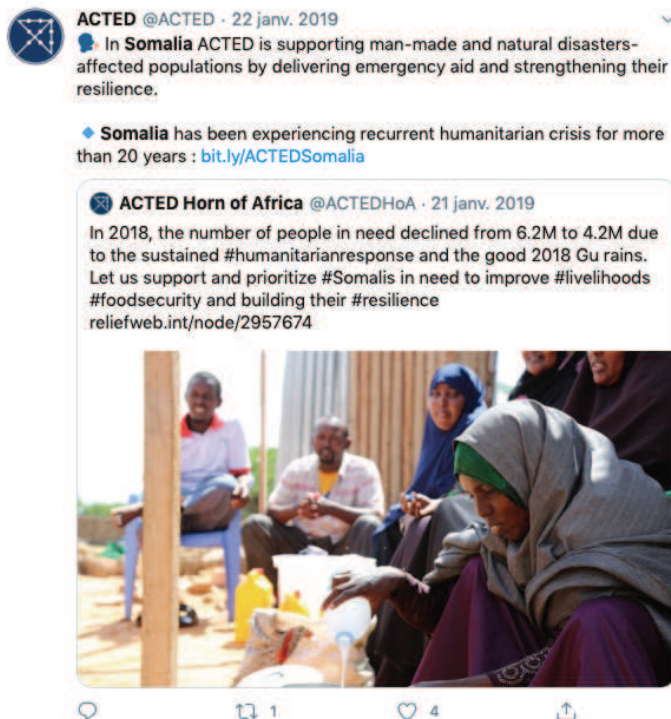 ACTED @ACTED · 22 janv. 2019
In Somalia ACTED is supporting man-made and natural disasters-
affected populations by delivering emergency aid and strengthening their
resilience.
Somalia has been experiencing recurrent humanitarian crisis for more
than 20 years : bit.ly/ACTEDSomalia
ACTED Horn of Africa @ACTEDHoA · 21 janv. 2019
In 2018, the number of people in need declined from 6.2M to 4.2M due
to the sustained #humanitarianresponse and the good 2018 Gu rains.
Let us support and prioritize #Somalis in need to improve #livelihoods
#foodsecurity and building their #resilience
reliefweb.int/node/2957674
1 4